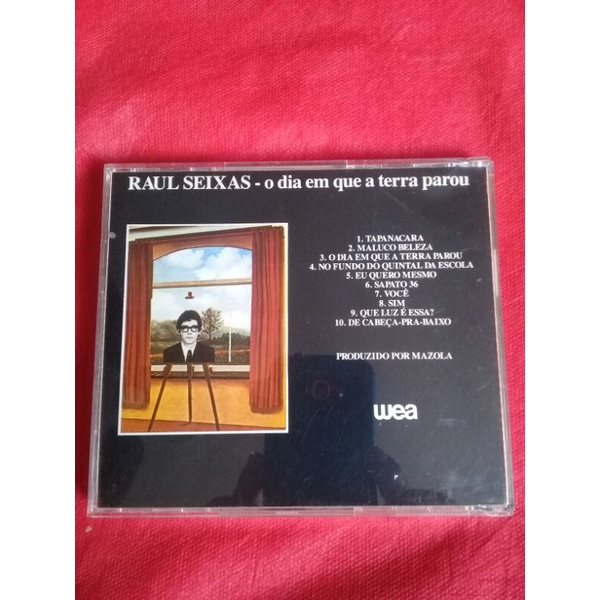 RAUL SEIXAS - o dia em que a terra parou
1. TAPANACARA
2. MALUCO BELEZA
3. O DIA EM QUE A TERRA PAROU
4. NO FUNDO DO QUINTAL DA ESCOLA
5. EU QUERO MESMO
6. SAPATO 36
7. VOCÊ
8. SIM
9. QUE LUZ É ESSA?
10. DE CABEÇA-PRA-BAIXO
PRODUZIDO POR MAZOLA
wea